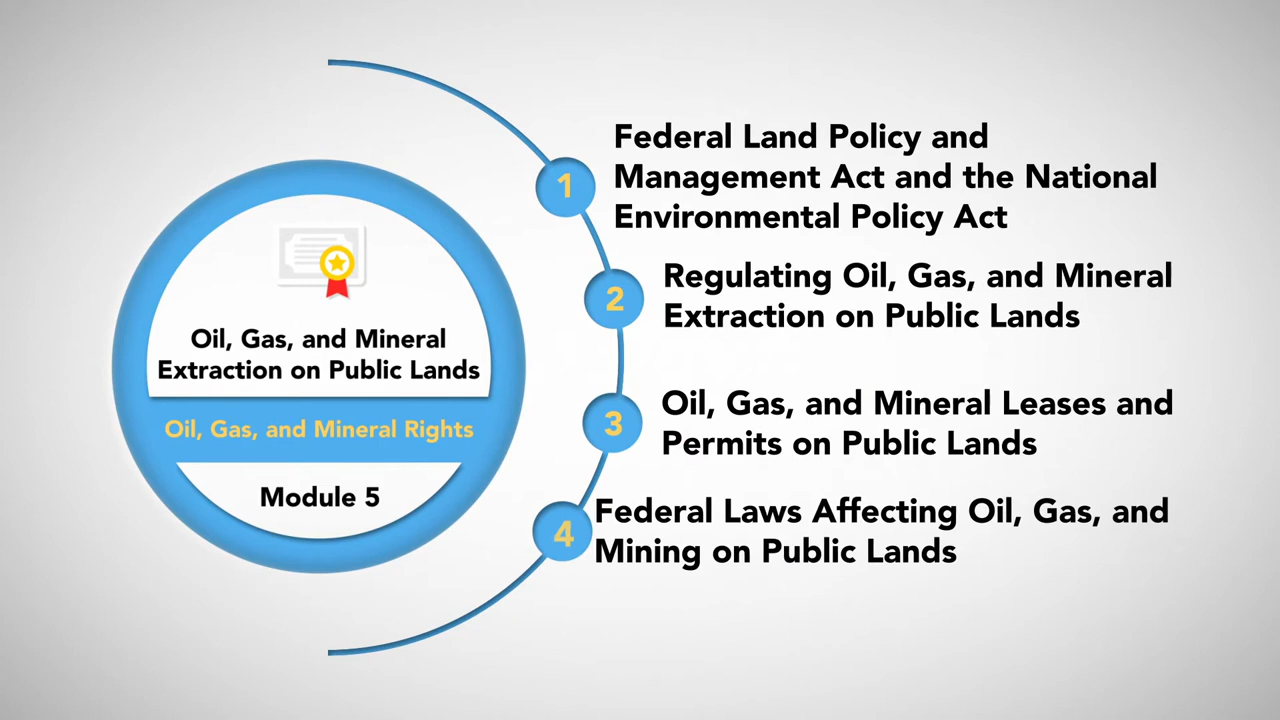 Oil, Gas, and Mineral
Extraction on Public Lands
Oil, Gas, and Mineral Rights
Module 5
1
Federal Land Policy and
Management Act and the National
Environmental Policy Act
2
Regulating Oil, Gas, and Mineral
Extraction on Public Lands
3
Oil, Gas, and Mineral Leases and
Permits on Public Lands
4
Federal Laws Affecting Oil, Gas, and
Mining on Public Lands